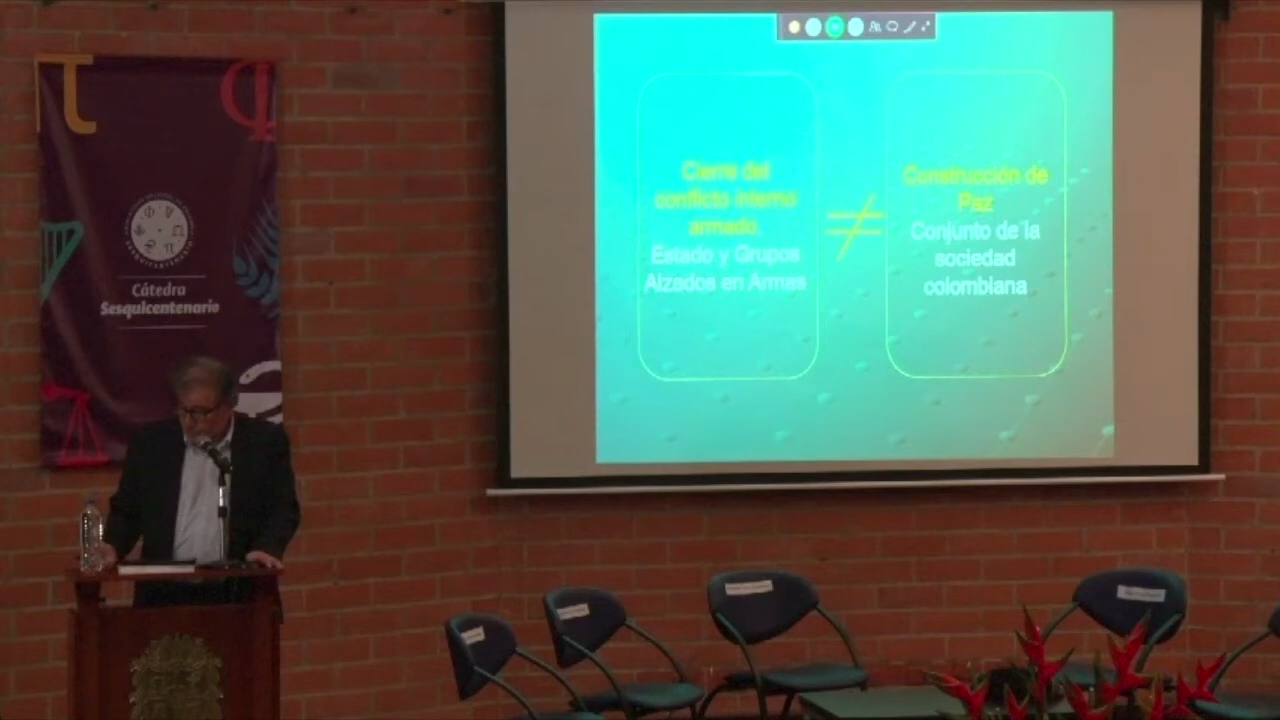 Cátedra
Sesquicentenario
Cierre del
conflicto interno
armado.
Estado y Grupos
Alzados en Armas
≠
Construcción de
Paz
Conjunto de la
sociedad
colombiana